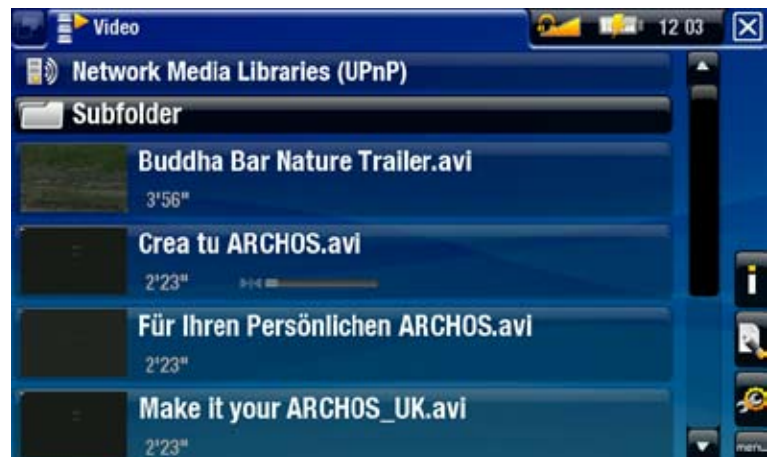 Video
12 03
Network Media Libraries (UPnP)
Subfolder
Buddha Bar Nature Trailer.avi
3'56"
Crea tu ARCHOS.avi
2'23"
Für Ihren Persönlichen ARCHOS.avi
2'23"
Make it your ARCHOS_UK.avi
2'23"
menu